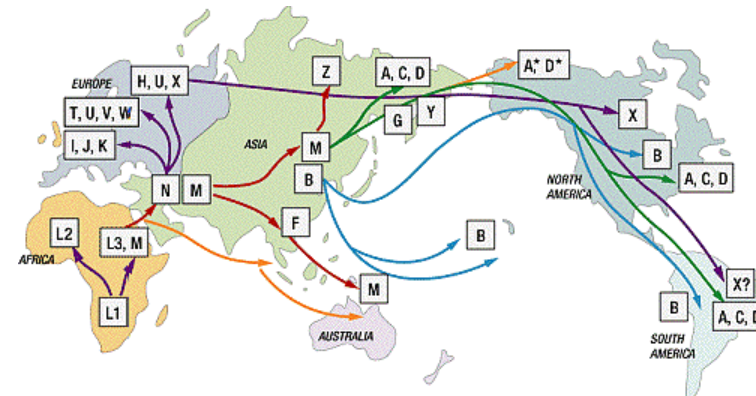 Z
A, C, D
A,* D*
EUROPE
H, U, X
T, U, V, W
G
Y
X
I, J, K
ASIA
M
B
B
N
M
NORTH
AMERICA
A, C, D
L2
L3, M
F
B
AFRICA
M
X?
L1
B
A, C, D
AUSTRALIA
SOUTH
AMERICA